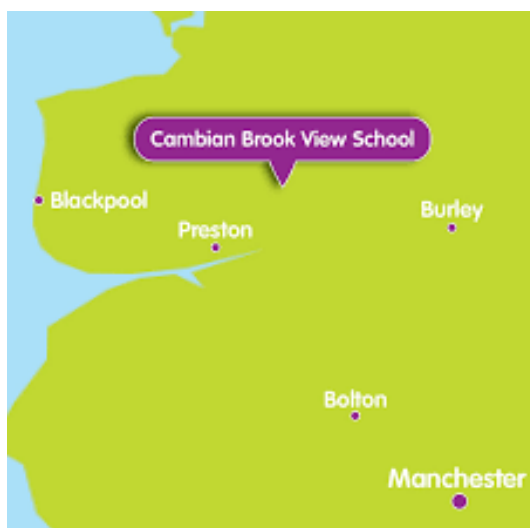 Cambian Brook View School
Blackpool
Burley
Preston
Bolton
Manchester